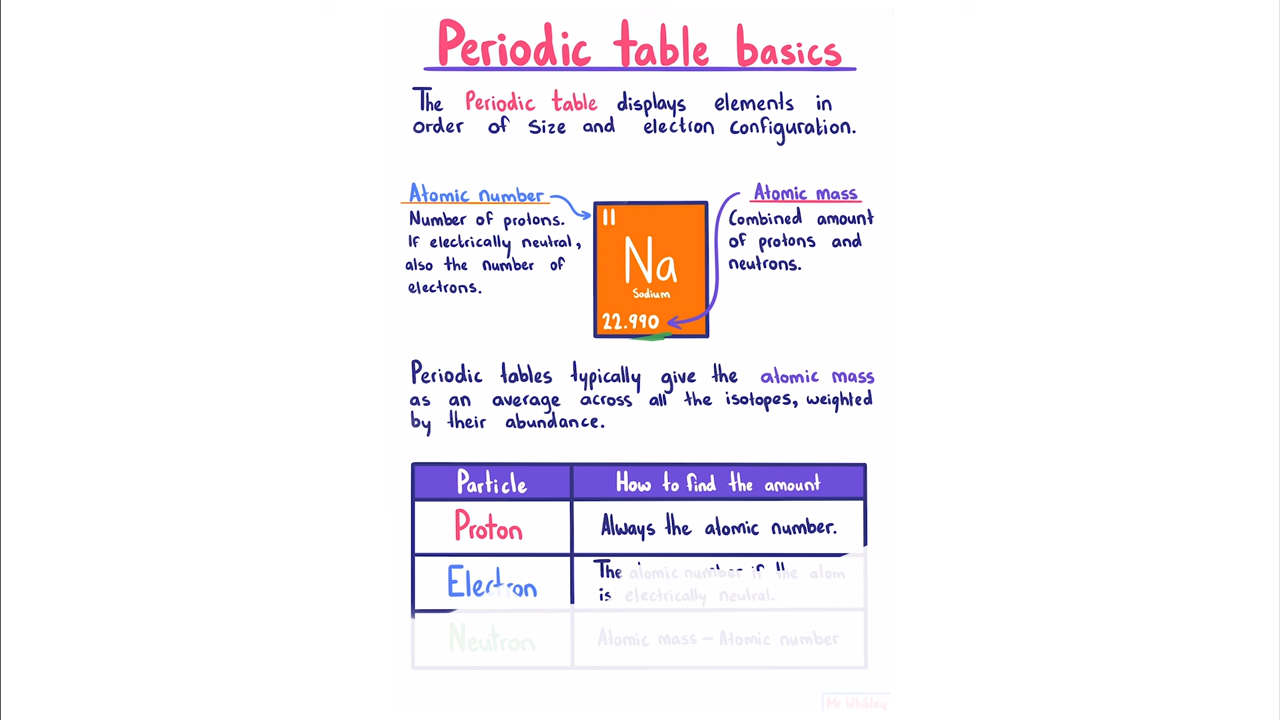 Periodic table basics
The Periodic table displays elements in
order of size and electron configuration.
Atomic number
Number of protons.
If electrically neutral,
also the number of
electrons.
11
Na
Sodium
22.990
Atomic mass
Combined amount
of protons and
neutrons.
Periodic tables typically give the atomic mass
as an average across all the isotopes, weighted
by their abundance.
Particle How to find the amount
Proton Always the atomic number.
Electron The atomic number if the atom
is electrically neutral.
Neutron Atomic mass – Atomic number
Mr Whibley